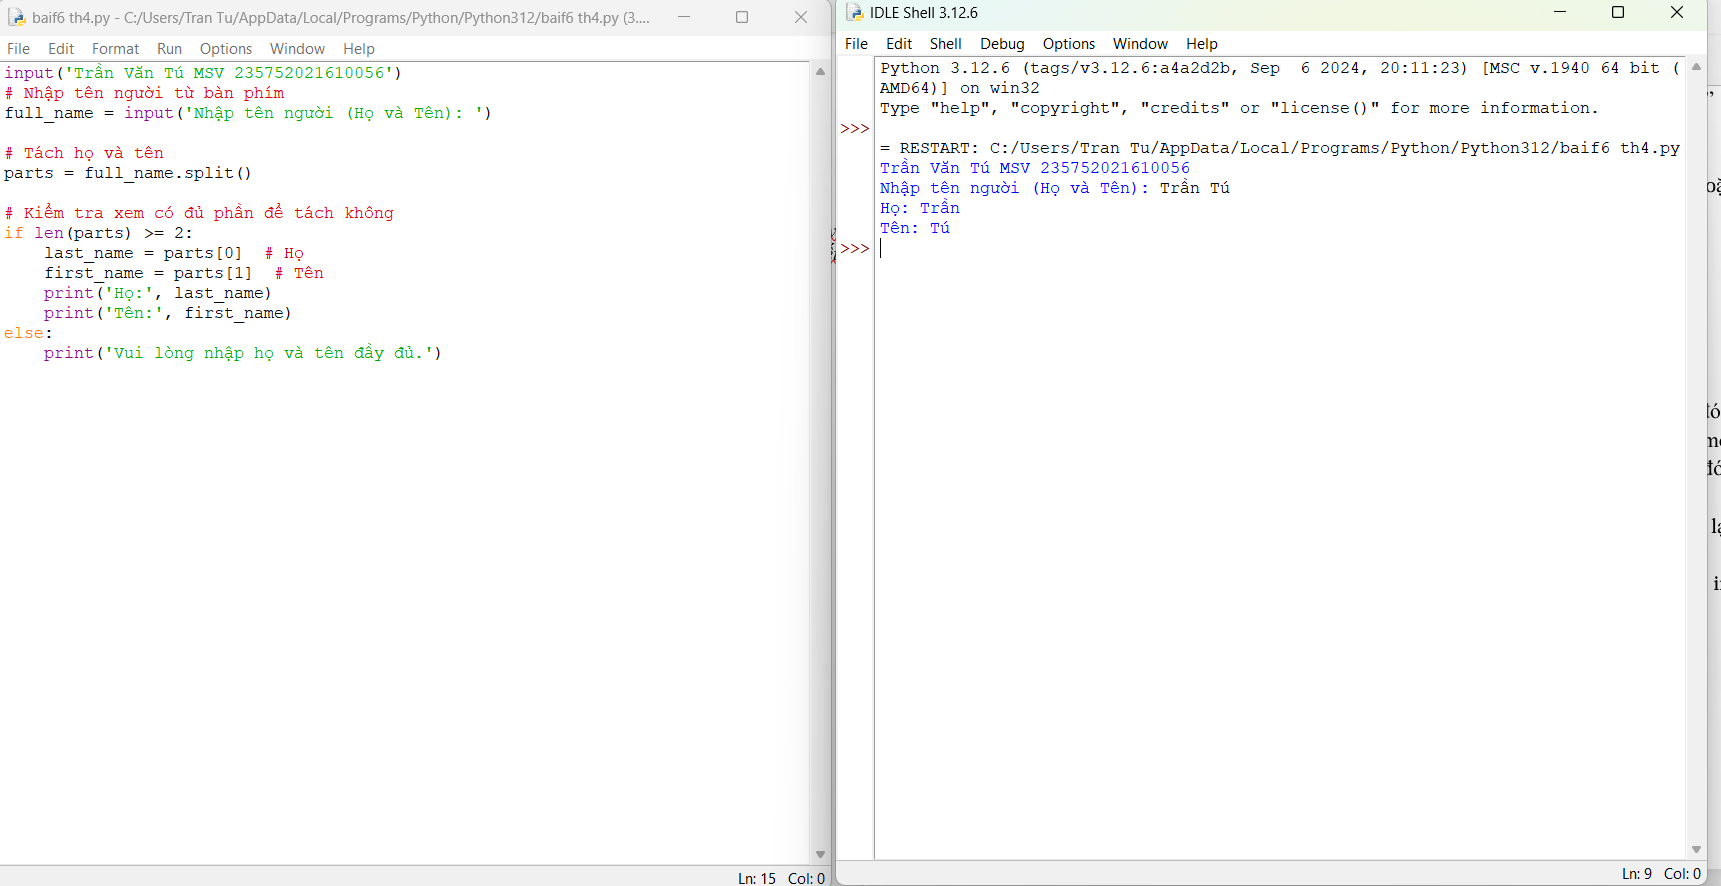 baif6 th4.py - C:/Users/Tran Tu/AppData/Local/Programs/Python/Python312/baif6 th4.py (3....
File Edit Format Run Options Window Help
input('Trần Văn Tú MSV 235752021610056')
# Nhập tên người từ bàn phím
full_name = input('Nhập tên người (Họ và Tên): ')
# Tách họ và tên
parts = full_name.split()
# Kiểm tra xem có đủ phần để tách không
if len(parts) >= 2:
    last_name = parts[0]  # Họ
    first_name = parts[1]  # Tên
    print('Họ:', last_name)
    print('Tên:', first_name)
else:
    print('Vui lòng nhập họ và tên đầy đủ.')
Ln: 15 Col: 0
IDLE Shell 3.12.6
File Edit Shell Debug Options Window Help
Python 3.12.6 (tags/v3.12.6:a4a2d2b, Sep  6 2024, 20:11:23) [MSC v.1940 64 bit (
AMD64)] on win32
Type "help", "copyright", "credits" or "license()" for more information.
>>>
= RESTART: C:/Users/Tran Tu/AppData/Local/Programs/Python/Python312/baif6 th4.py
Trần Văn Tú MSV 235752021610056
Nhập tên người (Họ và Tên): Trần Tú
Họ: Trần
Tên: Tú
>>>
Ln: 9 Col: 0